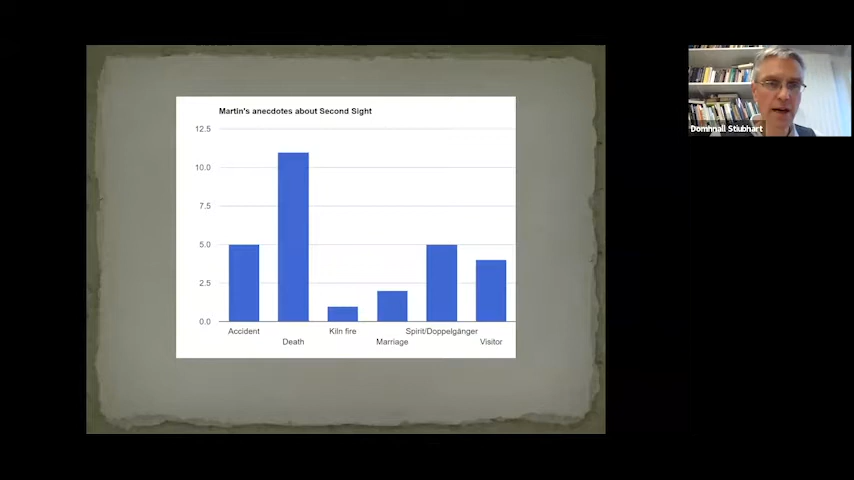 Martin's anecdotes about Second Sight
12.5
10.0
7.5
5.0
2.5
0.0
Accident
Death
Kiln fire
Marriage
Spirit/Doppelgänger
Visitor
Domhnall Stiubhart